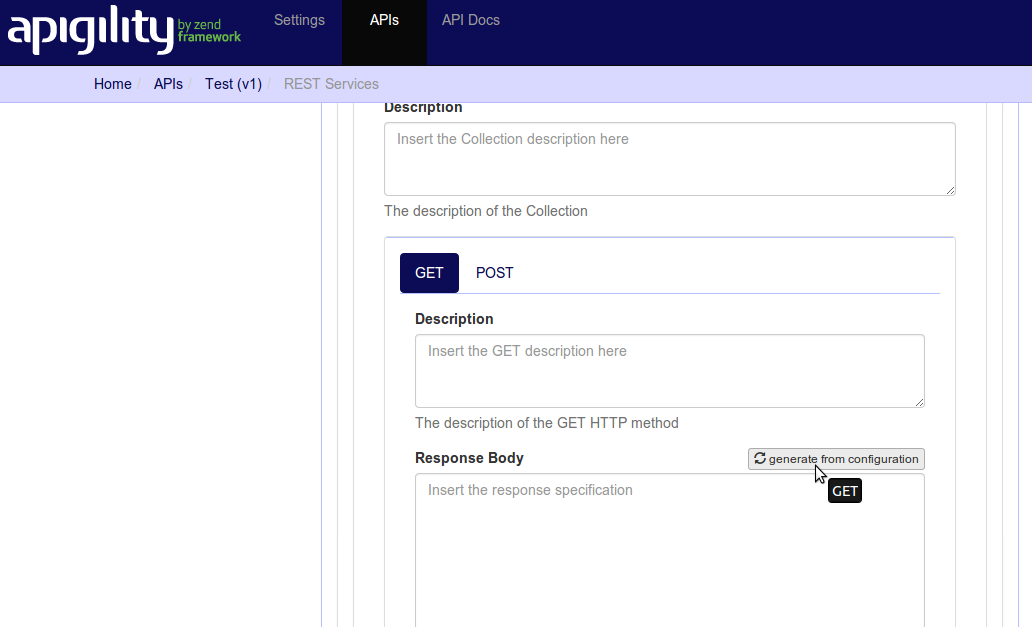 apigility by zend framework
Settings APIs API Docs
Home / APIs / Test (v1) / REST Services
Description
Insert the Collection description here
The description of the Collection
GET POST
Description
Insert the GET description here
The description of the GET HTTP method
Response Body generate from configuration
Insert the response specification
GET